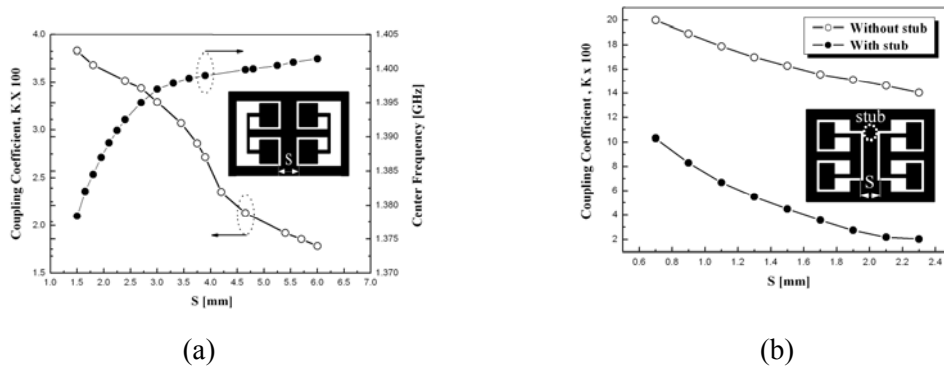 4.0
3.5
3.0
2.5
2.0
1.5
Coupling Coefficient, K X 100
1.405
1.400
1.395
1.390
1.385
1.380
1.375
1.370
Center Frequency [GHz]
S
1.5 2.0 2.5 3.0 3.5 4.0 4.5 5.0 5.5 6.0 6.5 7.0
S [mm]
(a)
20
18
16
14
12
10
8
6
4
2
Coupling Coefficient , K x 100
Without stub
With stub
stub
S
0.6 0.8 1.0 1.2 1.4 1.6 1.8 2.0 2.2 2.4
S [mm]
(b)